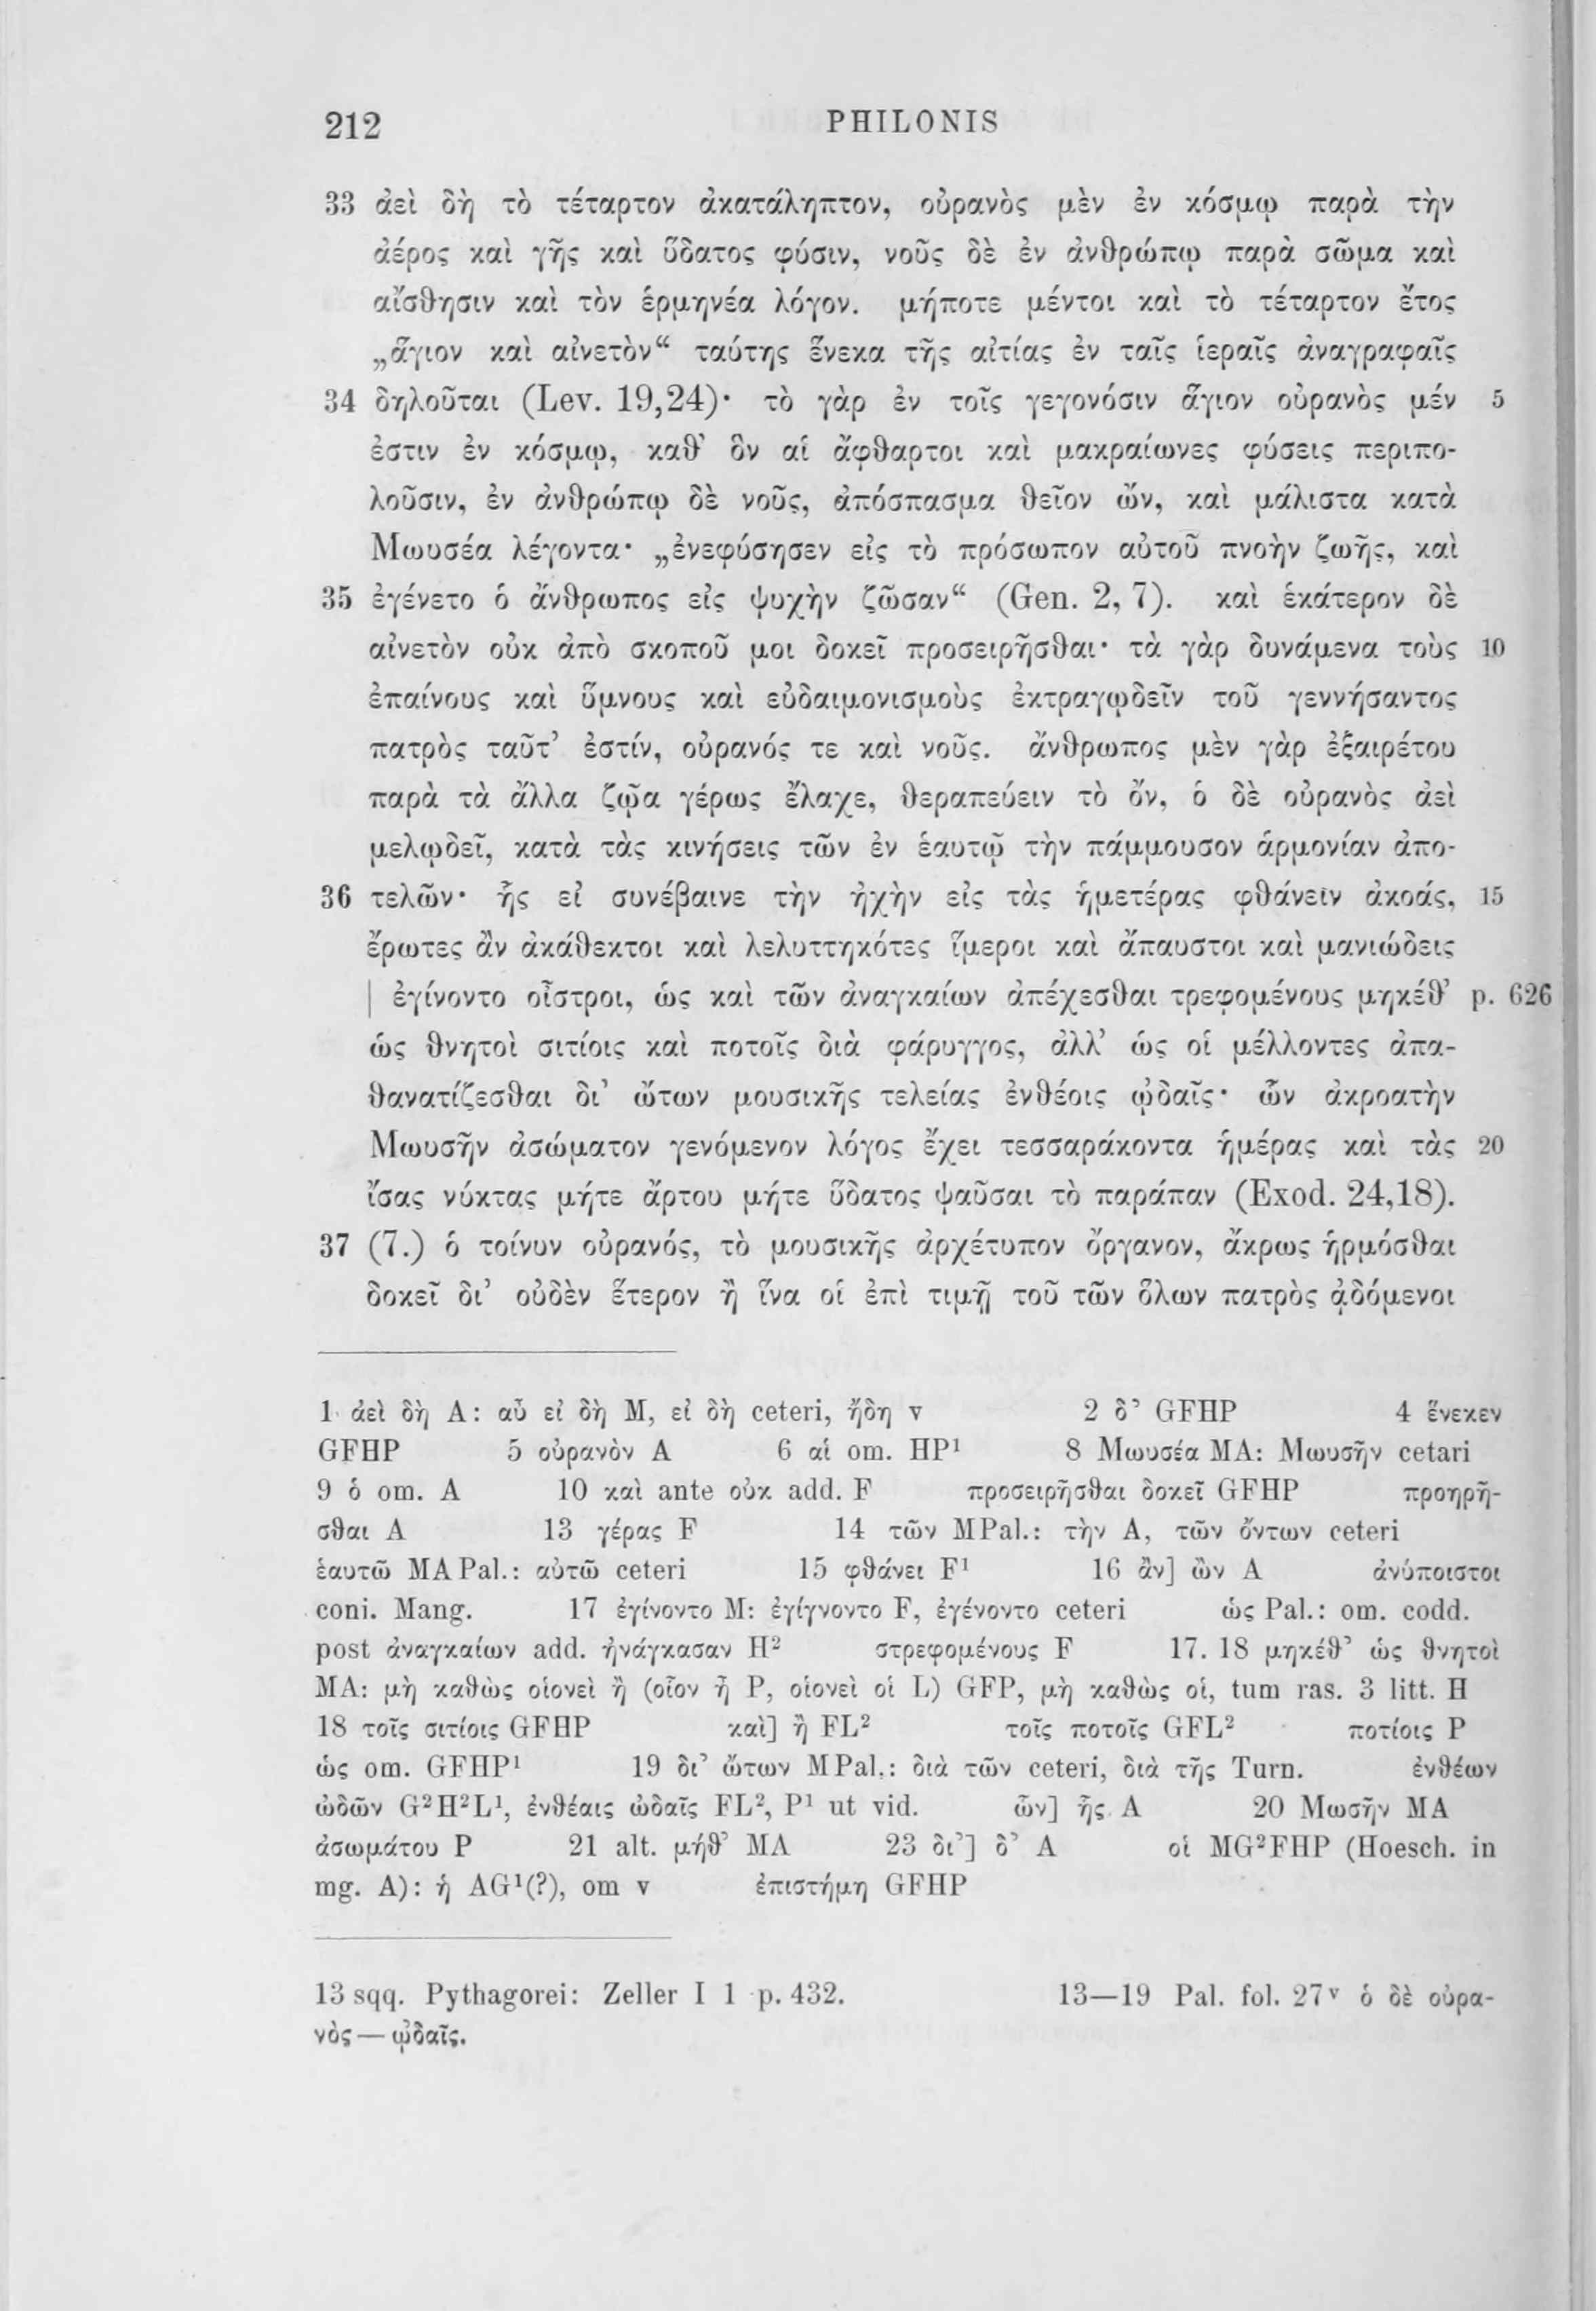 212 PHILONIS
33 ἀεὶ δὴ τὸ τέταρτον ἀκατάληπτον, οὐρανὸς μὲν ἐν κόσμῳ παρὰ τὴν
ἀέρος καὶ γῆς καὶ ὕδατος φύσιν, νοῦς δὲ ἐν ἀνθρώπῳ παρὰ σῶμα καὶ
αἴσθησιν καὶ τὸν ἑρμηνέα λόγον. μήποτε μέντοι καὶ τὸ τέταρτον ἔτος
„ἅγιον καὶ αἰνετὸν“ ταύτης ἕνεκα τῆς αἰτίας ἐν ταῖς ἱεραῖς ἀναγραφαῖς
34 δηλοῦται (Lev. 19,24)· τὸ γὰρ ἐν τοῖς γεγονόσιν ἅγιον οὐρανὸς μέν 5
ἐστιν ἐν κόσμῳ, καθ’ ὃν αἱ ἄφθαρτοι καὶ μακραίωνες φύσεις περιπο-
λοῦσιν, ἐν ἀνθρώπῳ δὲ νοῦς, ἀπόσπασμα θεῖον ὤν, καὶ μάλιστα κατὰ
Μωυσέα λέγοντα· „ἐνεφύσησεν εἰς τὸ πρόσωπον αὐτοῦ πνοὴν ζωῆς, καὶ
35 ἐγένετο ὁ ἄνθρωπος εἰς ψυχὴν ζῶσαν“ (Gen. 2, 7). καὶ ἑκάτερον δὲ
αἰνετὸν οὐκ ἀπὸ σκοποῦ μοι δοκεῖ προσειρῆσθαι· τὰ γὰρ δυνάμενα τοὺς 10
ἐπαίνους καὶ ὕμνους καὶ εὐδαιμονισμοὺς ἐκτραγῳδεῖν τοῦ γεννήσαντος
πατρὸς ταῦτ’ ἐστίν, οὐρανός τε καὶ νοῦς. ἄνθρωπος μὲν γὰρ ἐξαιρέτου
παρὰ τὰ ἄλλα ζῷα γέρως ἔλαχε, θεραπεύειν τὸ ὄν, ὁ δὲ οὐρανὸς ἀεὶ
μελῳδεῖ, κατὰ τὰς κινήσεις τῶν ἐν ἑαυτῷ τὴν πάμμουσον ἁρμονίαν ἀπο-
36 τελῶν· ἧς εἰ συνέβαινε τὴν ἠχὴν εἰς τὰς ἡμετέρας φθάνειν ἀκοάς, 15
ἔρωτες ἂν ἀκάθεκτοι καὶ λελυττηκότες ἵμεροι καὶ ἄπαυστοι καὶ μανιώδεις
| ἐγίνοντο οἶστροι, ὡς καὶ τῶν ἀναγκαίων ἀπέχεσθαι τρεφομένους μηκέθ’ p. 626
ὡς θνητοὶ σιτίοις καὶ ποτοῖς διὰ φάρυγγος, ἀλλ’ ὡς οἱ μέλλοντες ἀπα-
θανατίζεσθαι δι’ ὤτων μουσικῆς τελείας ἐνθέοις ᾠδαῖς· ὧν ἀκροατὴν
Μωυσῆν ἀσώματον γενόμενον λόγος ἔχει τεσσαράκοντα ἡμέρας καὶ τὰς 20
ἴσας νύκτας μήτε ἄρτου μήτε ὕδατος ψαῦσαι τὸ παράπαν (Exod. 24,18).
37 (7.) ὁ τοίνυν οὐρανός, τὸ μουσικῆς ἀρχέτυπον ὄργανον, ἄκρως ἡρμόσθαι
δοκεῖ δι’ οὐδὲν ἕτερον ἢ ἵνα οἱ ἐπὶ τιμῇ τοῦ τῶν ὅλων πατρὸς ᾀδόμενοι
1 ἀεὶ δὴ A: αὖ εἰ δὴ M, εἰ δὴ ceteri, ἤδη v 2 δ’ GFHP 4 ἕνεκεν
GFHP 5 οὐρανὸν A 6 αἱ om. HP¹ 8 Μωυσέα MA: Μωυσῆν cetari
9 ὁ om. A 10 καὶ ante οὐκ add. F προσειρῆσθαι δοκεῖ GFHP προηρῆ-
σθαι A 13 γέρας F 14 τῶν MPal.: τὴν A, τῶν ὄντων ceteri
ἑαυτῶ MAPal.: αὐτῶ ceteri 15 φθάνει F¹ 16 ἂν] ὢν A ἀνύποιστοι
coni. Mang. 17 ἐγίνοντο M: ἐγίγνοντο F, ἐγένοντο ceteri ὡς Pal.: om. codd.
post ἀναγκαίων add. ἠνάγκασαν H² στρεφομένους F 17. 18 μηκέθ’ ὡς θνητοὶ
MA: μὴ καθὼς οἱονεὶ ἢ (οἷον ἦ P, οἱονεὶ οἱ L) GFP, μὴ καθὼς οἱ, tum ras. 3 litt. H
18 τοῖς σιτίοις GFHP καὶ] ἢ FL² τοῖς ποτοῖς GFL² ποτίοις P
ὡς om. GFHP¹ 19 δι’ ὤτων MPal.: διὰ τῶν ceteri, διὰ τῆς Turn. ἐνθέων
ὠδῶν G²H²L¹, ἐνθέαις ὠδαῖς FL², P¹ ut vid. ὧν] ἧς A 20 Μωσῆν MA
ἀσωμάτου P 21 alt. μήθ’ MA 23 δι’] δ’ A οἱ MG²FHP (Hoesch. in
mg. A): ἡ AG¹(?), om v ἐπιστήμη GFHP
13 sqq. Pythagorei: Zeller I 1 p. 432. 13—19 Pal. fol. 27ᵛ ὁ δὲ οὐρα-
νὸς — ᾠδαῖς.